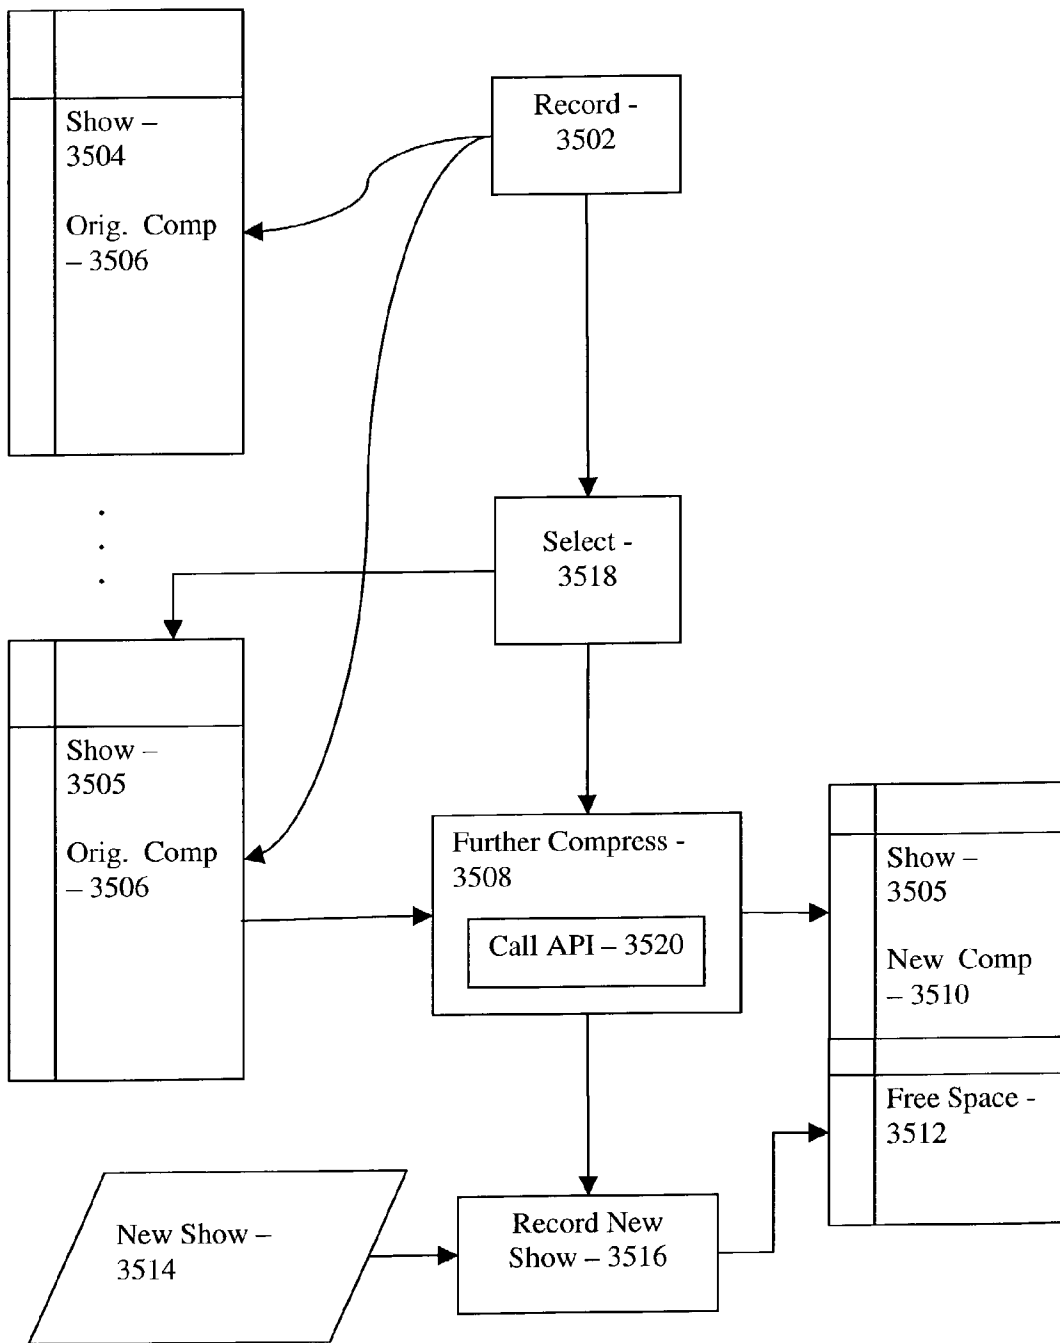 Show –
3504
Orig. Comp
– 3506
Record -
3502
Select -
3518
Show –
3505
Orig. Comp
– 3506
Further Compress -
3508
Call API – 3520
Show –
3505
New Comp
– 3510
Free Space -
3512
New Show –
3514
Record New
Show – 3516